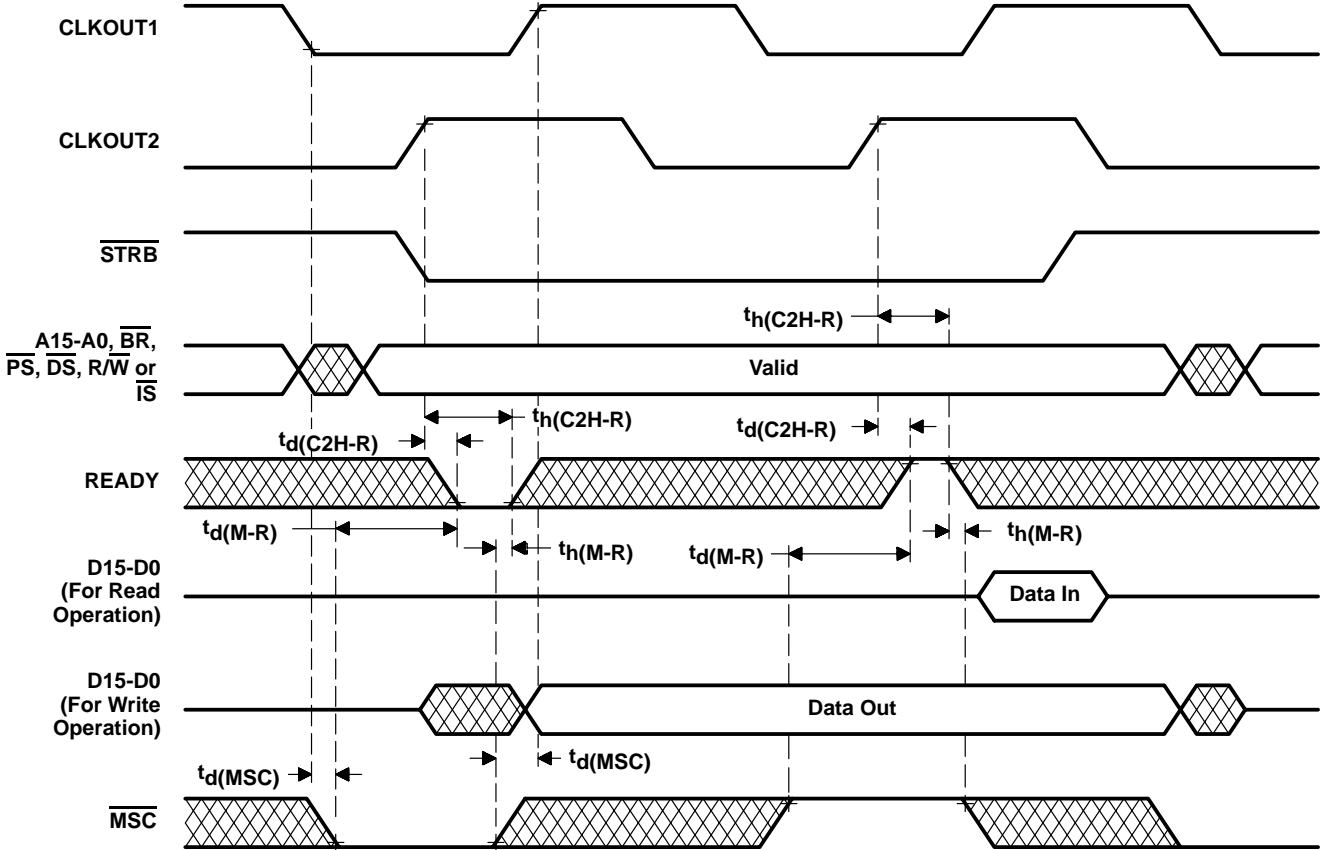 CLKOUT1
CLKOUT2
STRB
th(C2H-R)
A15-A0, BR,
PS, DS, R/W or
IS
Valid
th(C2H-R)
td(C2H-R)
td(C2H-R)
READY
td(M-R)
th(M-R)
td(M-R)
th(M-R)
D15-D0
(For Read
Operation)
Data In
D15-D0
(For Write
Operation)
Data Out
td(MSC)
td(MSC)
MSC